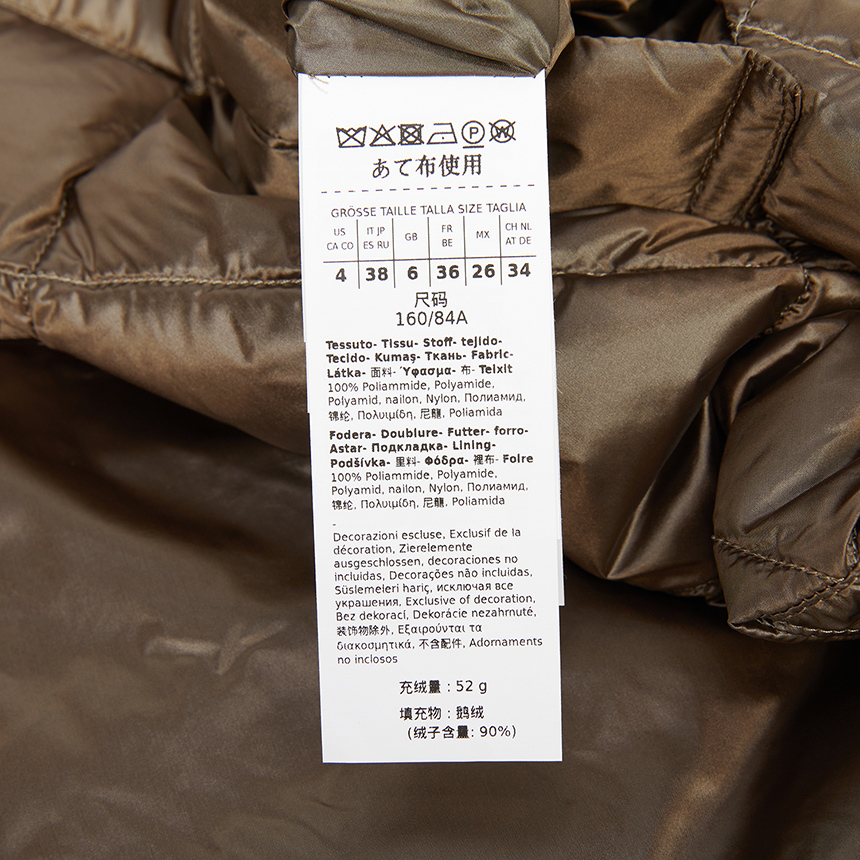 P W
あて布使用
GRÖSSE TAILLE TALLA SIZE TAGLIA
US CA CO IT JP ES RU GB FR BE MX CH NL AT DE
4 38 6 36 26 34
尺码
160/84A
Tessuto- Tissu- Stoff- tejido-
Tecido- Kumaş- Ткань- Fabric-
Látka- 面料- Ύφασμα- 布- Teixit
100% Poliammide, Polyamide,
Polyamid, nailon, Nylon, Полиамид,
锦纶, Πολυμίδη, 尼龍, Poliamida
Fodera- Doublure- Futter- forro-
Astar- Подкладка- Lining-
Podšívka- 里料- Φόδρα- 裡布- Folre
100% Poliammide, Polyamide,
Polyamid, nailon, Nylon, Полиамид,
锦纶, Πολυμίδη, 尼龍, Poliamida
-
Decorazioni escluse, Exclusif de la
décoration, Zierelemente
ausgeschlossen, decoraciones no
incluidas, Decorações não incluidas,
Süslemeleri hariç, исключая все
украшения, Exclusive of decoration,
Bez dekorací, Dekorácie nezahrnuté,
装饰物除外, Εξαιρούνται τα
διακοσμητικά, 不含配件, Adornaments
no inclosos
充绒量：52 g
填充物：鹅绒
(绒子含量: 90%)